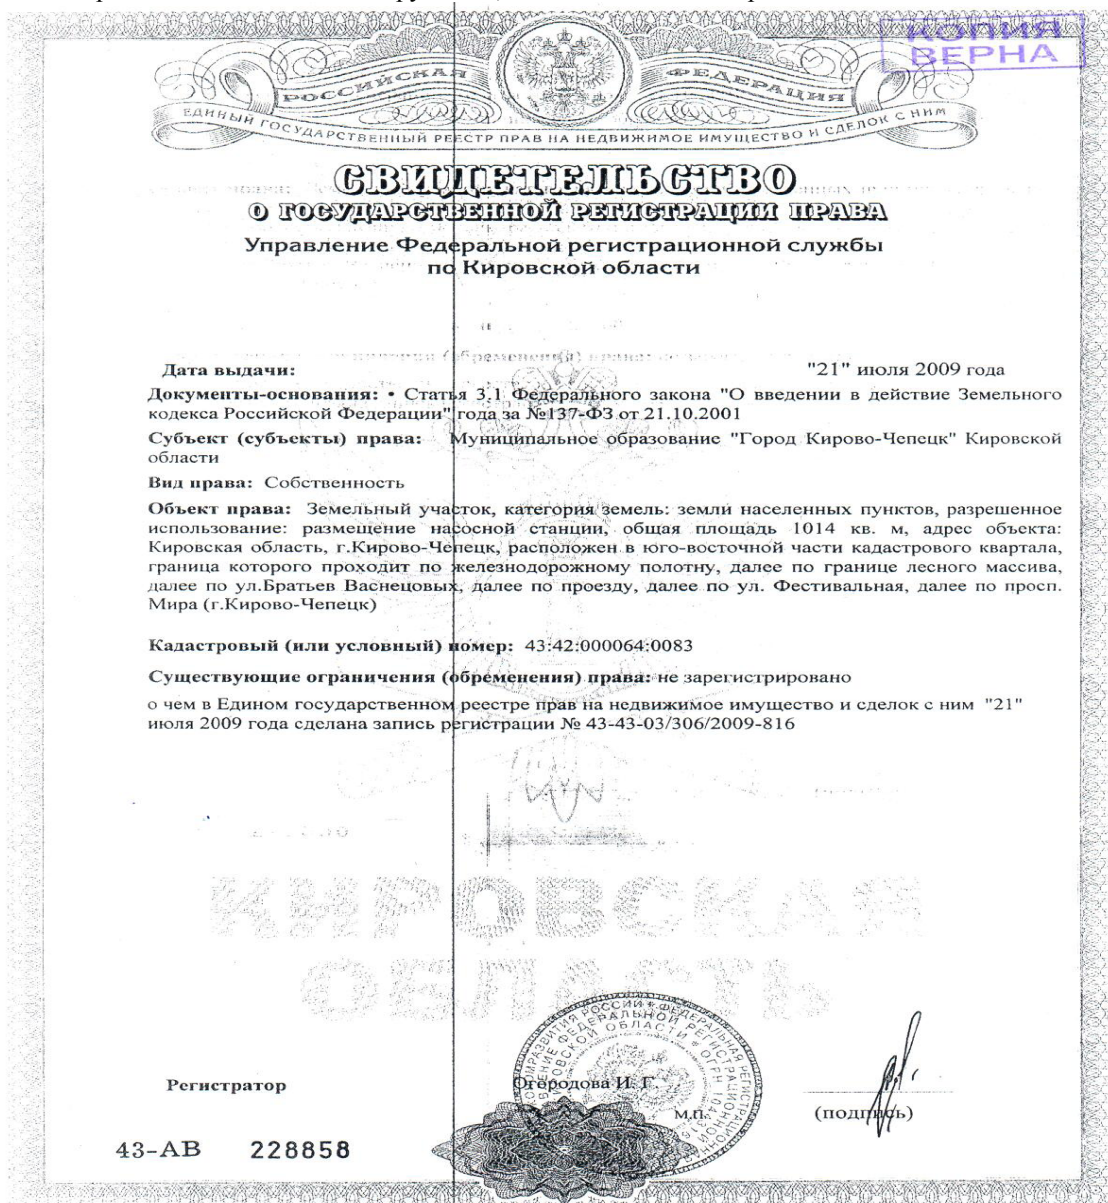 КОПИЯ
ВЕРНА
РОССИЙСКАЯ ФЕДЕРАЦИЯ
ЕДИНЫЙ ГОСУДАРСТВЕННЫЙ РЕЕСТР ПРАВ НА НЕДВИЖИМОЕ ИМУЩЕСТВО И СДЕЛОК С НИМ
СВИДЕТЕЛЬСТВО
О ГОСУДАРСТВЕННОЙ РЕГИСТРАЦИИ ПРАВА
Управление Федеральной регистрационной службы
по Кировской области
Дата выдачи: "21" июля 2009 года
Документы-основания: • Статья 3.1 Федерального закона "О введении в действие Земельного
кодекса Российской Федерации" года за №137-ФЗ от 21.10.2001
Субъект (субъекты) права: Муниципальное образование "Город Кирово-Чепецк" Кировской
области
Вид права: Собственность
Объект права: Земельный участок, категория земель: земли населенных пунктов, разрешенное
использование: размещение насосной станции, общая площадь 1014 кв. м, адрес объекта:
Кировская область, г.Кирово-Чепецк, расположен в юго-восточной части кадастрового квартала,
граница которого проходит по железнодорожному полотну, далее по границе лесного массива,
далее по ул.Братьев Васнецовых, далее по проезду, далее по ул. Фестивальная, далее по просп.
Мира (г.Кирово-Чепецк)
Кадастровый (или условный) номер: 43:42:000064:0083
Существующие ограничения (обременения) права: не зарегистрировано
о чем в Едином государственном реестре прав на недвижимое имущество и сделок с ним "21"
июля 2009 года сделана запись регистрации № 43-43-03/306/2009-816
КИРОВСКАЯ
ОБЛАСТЬ
Регистратор Огородова И. Г.
М.П. (подпись)
43-АВ 228858